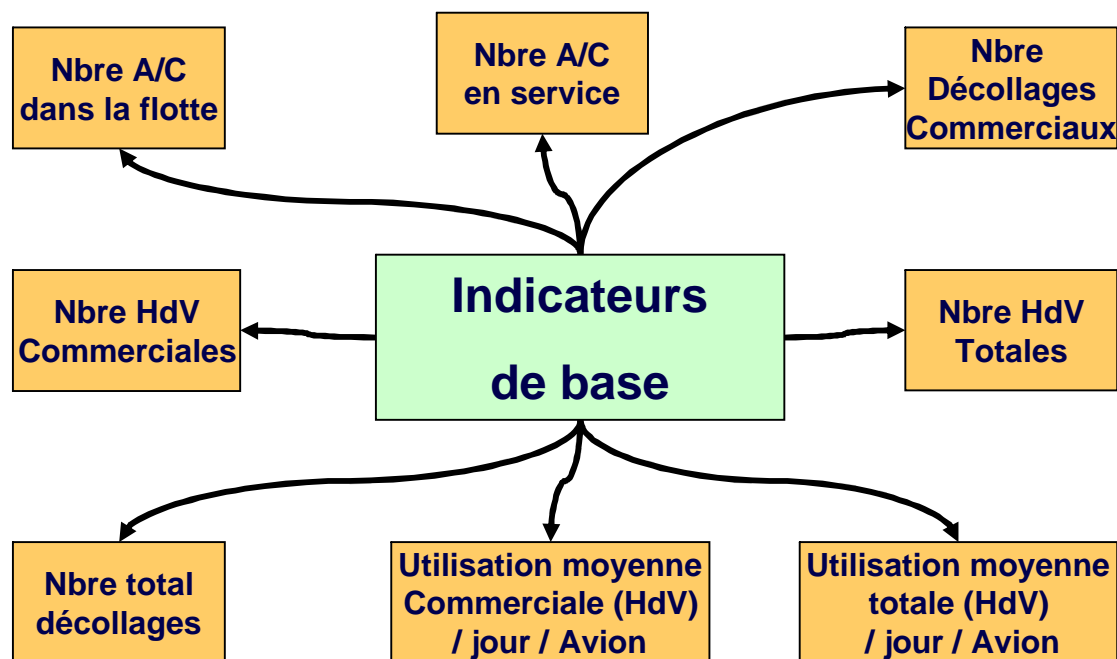 Nbre A/C
dans la flotte
Nbre A/C
en service
Nbre
Décollages
Commerciaux
Nbre HdV
Commerciales
Indicateurs
de base
Nbre HdV
Totales
Nbre total
décollages
Utilisation moyenne
Commerciale (HdV)
/ jour / Avion
Utilisation moyenne
totale (HdV)
/ jour / Avion